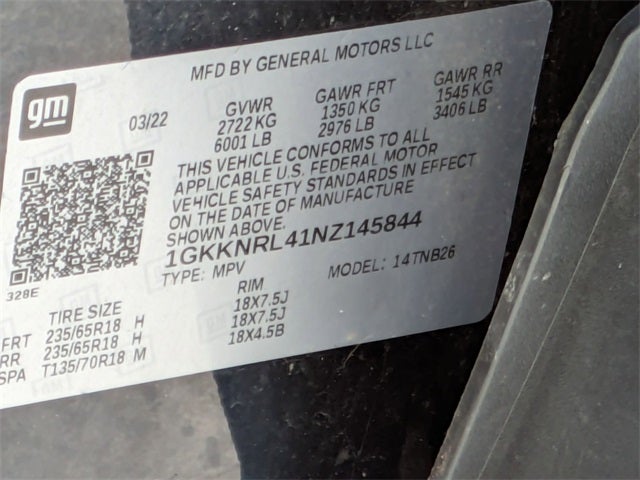 MFD BY GENERAL MOTORS LLC
gm
03/22 GVWR GAWR FRT GAWR RR
2722 KG 1350 KG 1545 KG
6001 LB 2976 LB 3406 LB
THIS VEHICLE CONFORMS TO ALL
APPLICABLE U.S. FEDERAL MOTOR
VEHICLE SAFETY STANDARDS IN EFFECT
ON THE DATE OF MANUFACTURE
SHOWN ABOVE.
1GKKNRL41NZ145844
TYPE: MPV MODEL: 14TNB26
328E
TIRE SIZE RIM
FRT 235/65R18 H 18X7.5J
RR 235/65R18 H 18X7.5J
SPA T135/70R18 M 18X4.5B